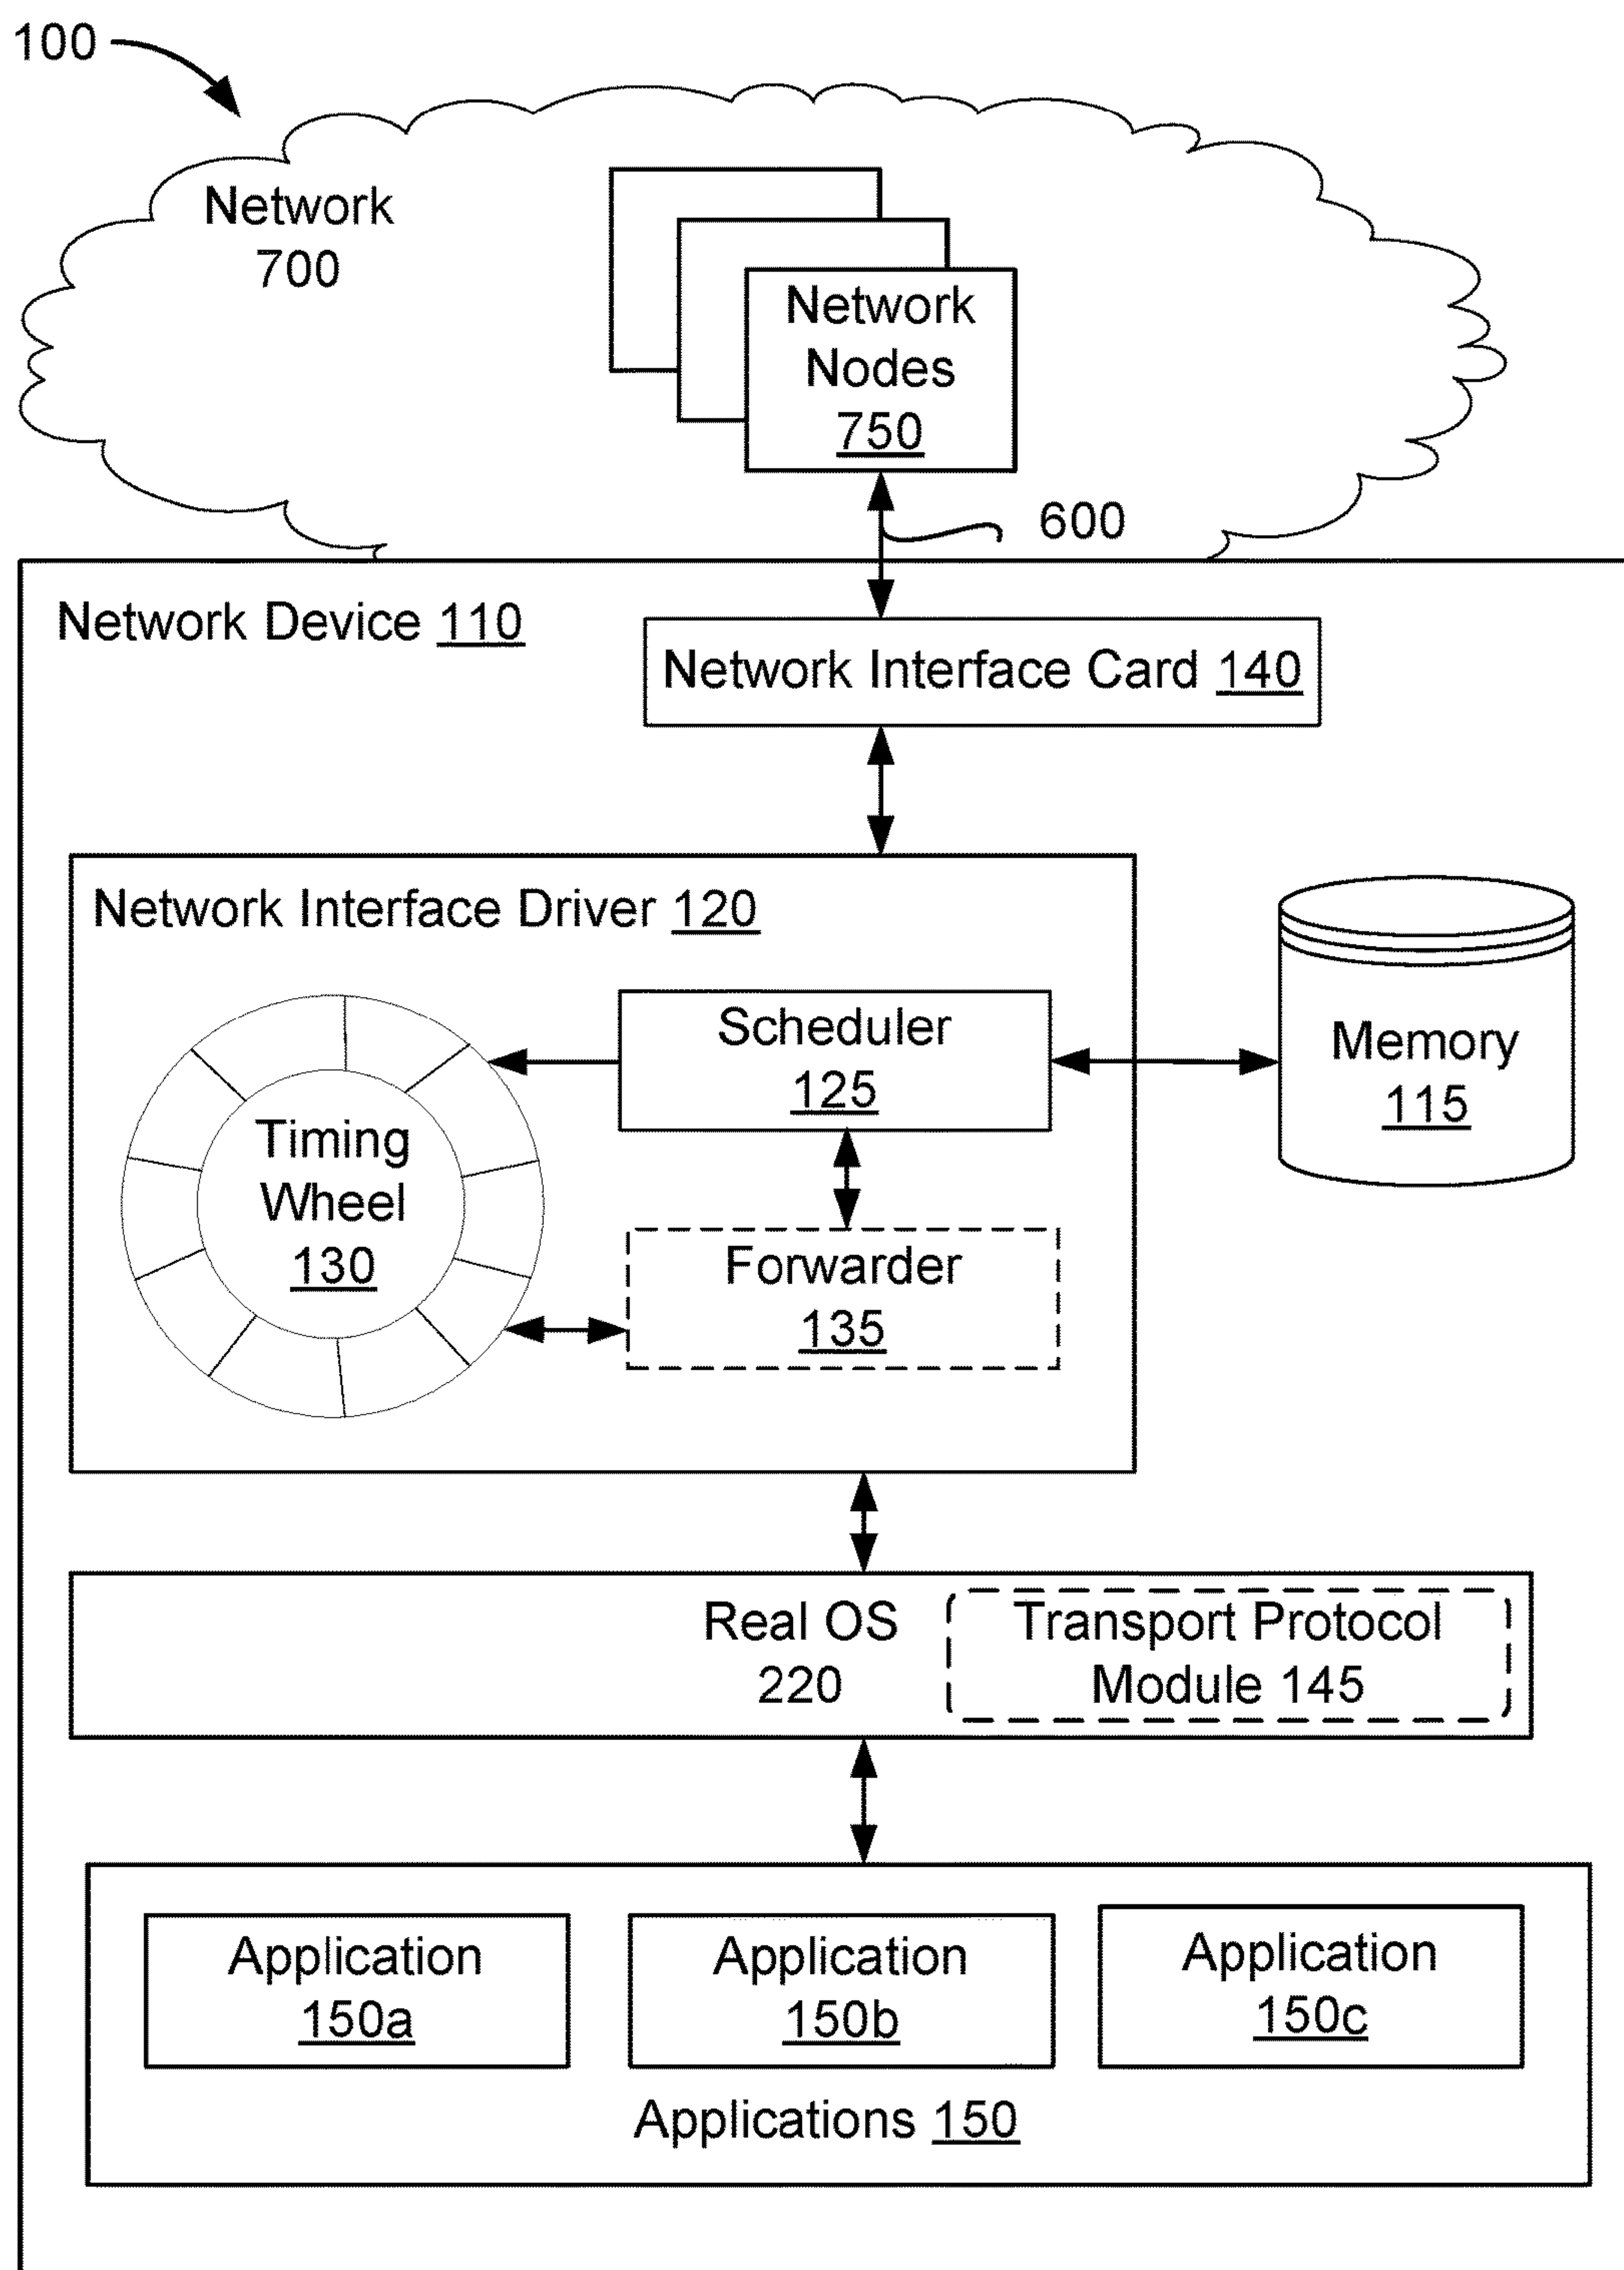 100
Network
700
Network
Nodes
750
600
Network Device 110
Network Interface Card 140
Network Interface Driver 120
Scheduler
125
Memory
115
Timing
Wheel
130
Forwarder
135
Real OS
220
Transport Protocol
Module 145
Application
150a
Application
150b
Application
150c
Applications 150